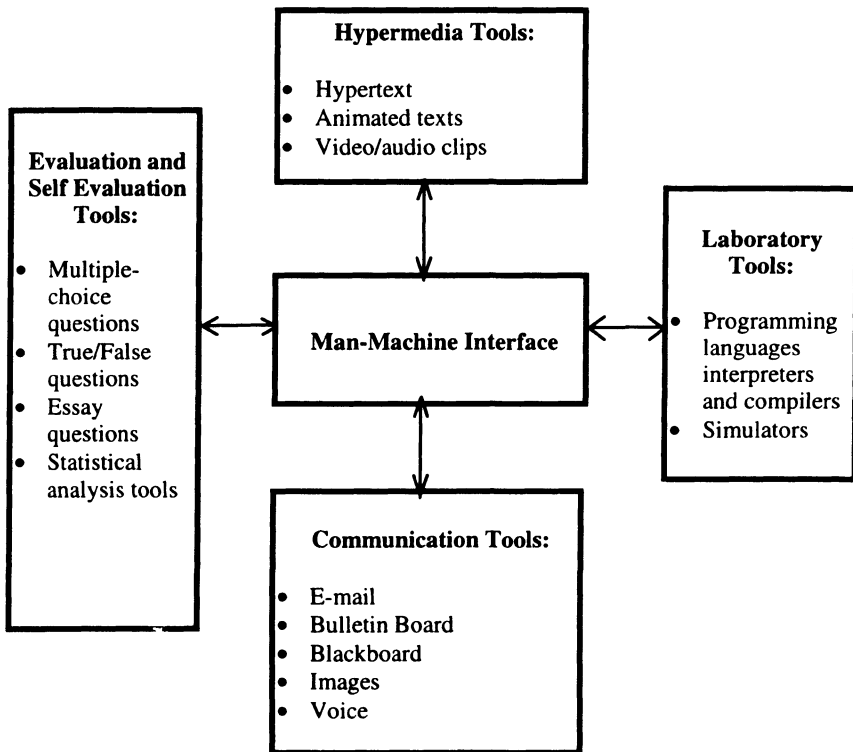 Hypermedia Tools:
• Hypertext
• Animated texts
• Video/audio clips
Evaluation and
Self Evaluation
Tools:
• Multiple-
choice
questions
• True/False
questions
• Essay
questions
• Statistical
analysis tools
Man-Machine Interface
Laboratory
Tools:
• Programming
languages
interpreters
and compilers
• Simulators
Communication Tools:
• E-mail
• Bulletin Board
• Blackboard
• Images
• Voice